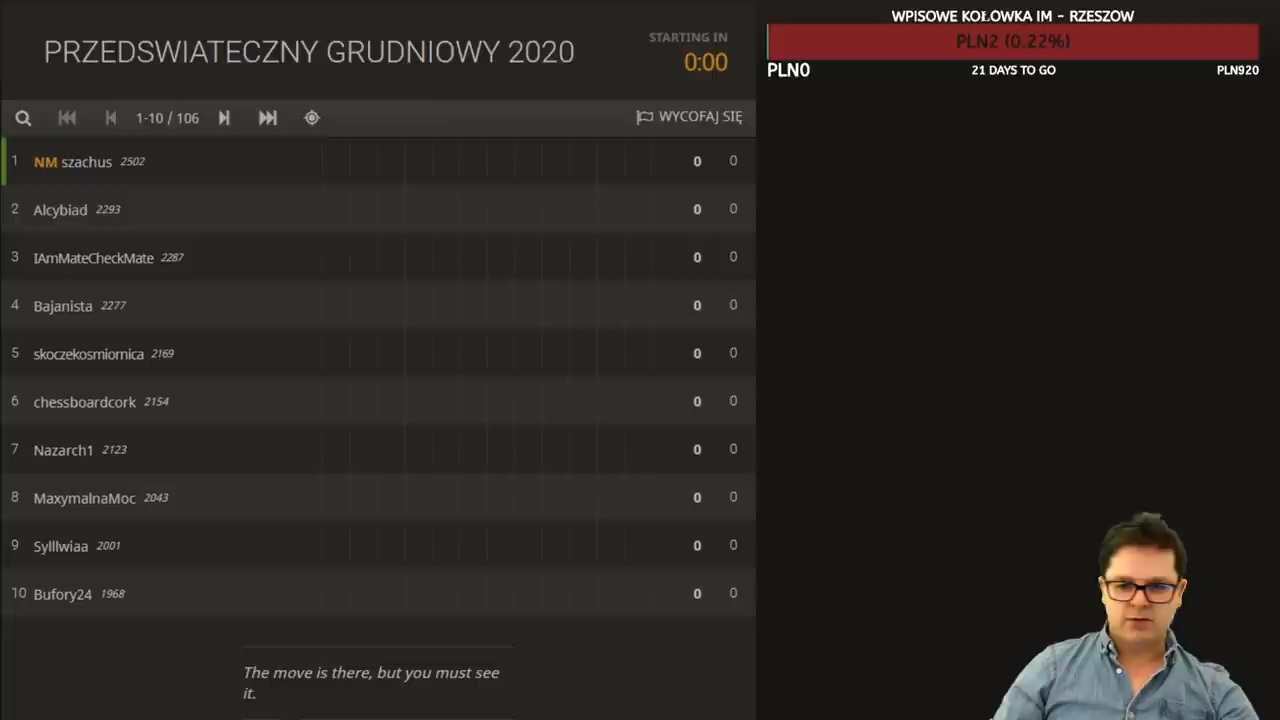 PRZEDSWIATECZNY GRUDNIOWY 2020
STARTING IN
0:00
1-10 / 106
WYCOFAJ SIĘ
1 NM szachus 2502 0 0
2 Alcybiad 2293 0 0
3 IAmMateCheckMate 2287 0 0
4 Bajanista 2277 0 0
5 skoczekosmiornica 2169 0 0
6 chessboardcork 2154 0 0
7 Nazarch1 2123 0 0
8 MaxymalnaMoc 2043 0 0
9 Sylllwiaa 2001 0 0
10 Bufory24 1968 0 0
The move is there, but you must see
it.
WPISOWE KOŁOWKA IM - RZESZOW
PLN2 (0.22%)
PLN0 21 DAYS TO GO PLN920